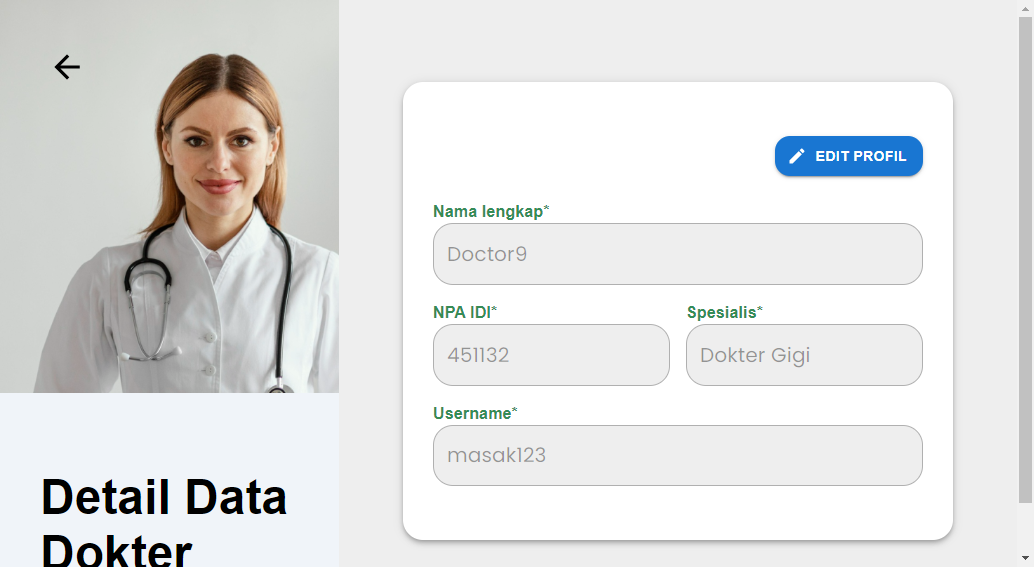 EDIT PROFIL
Nama lengkap*
Doctor9
NPA IDI*
Spesialis*
451132
Dokter Gigi
Username*
masak123
Detail Data
Dokter